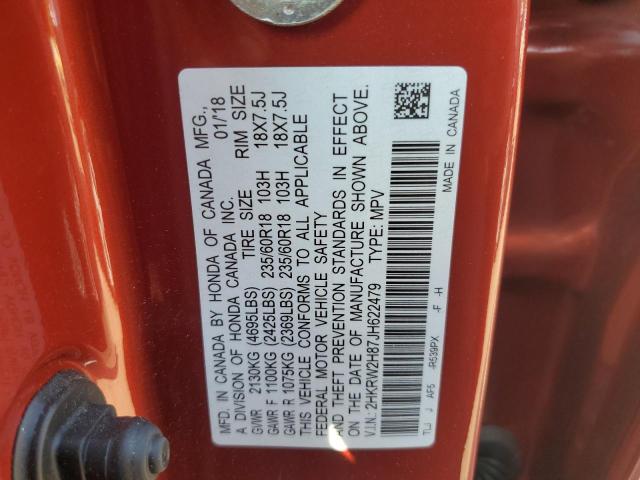 MFD. IN CANADA BY HONDA OF CANADA MFG.,
A DIVISION OF HONDA CANADA INC. 01/18
TIRE SIZE RIM SIZE
GVWR 2130KG (4695LBS)
GAWR F 1100KG (2425LBS) 235/60R18 103H 18X7.5J
GAWR R 1075KG (2369LBS) 235/60R18 103H 18X7.5J
THIS VEHICLE CONFORMS TO ALL APPLICABLE
FEDERAL MOTOR VEHICLE SAFETY
AND THEFT PREVENTION STANDARDS IN EFFECT
ON THE DATE OF MANUFACTURE SHOWN ABOVE.
V.I.N.: 2HKRW2H87JH622479 TYPE: MPV
TLJ J AF5 -R539PX -F -H MADE IN CANADA